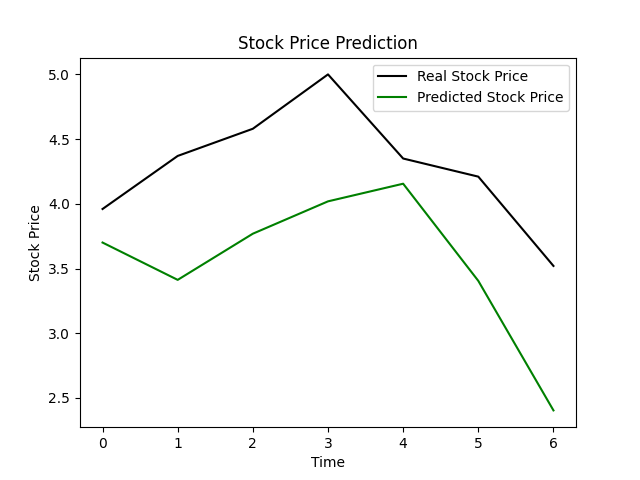 Stock Price Prediction
Real Stock Price
Predicted Stock Price
Stock Price
5.0
4.5
4.0
3.5
3.0
2.5
0 1 2 3 4 5 6
Time